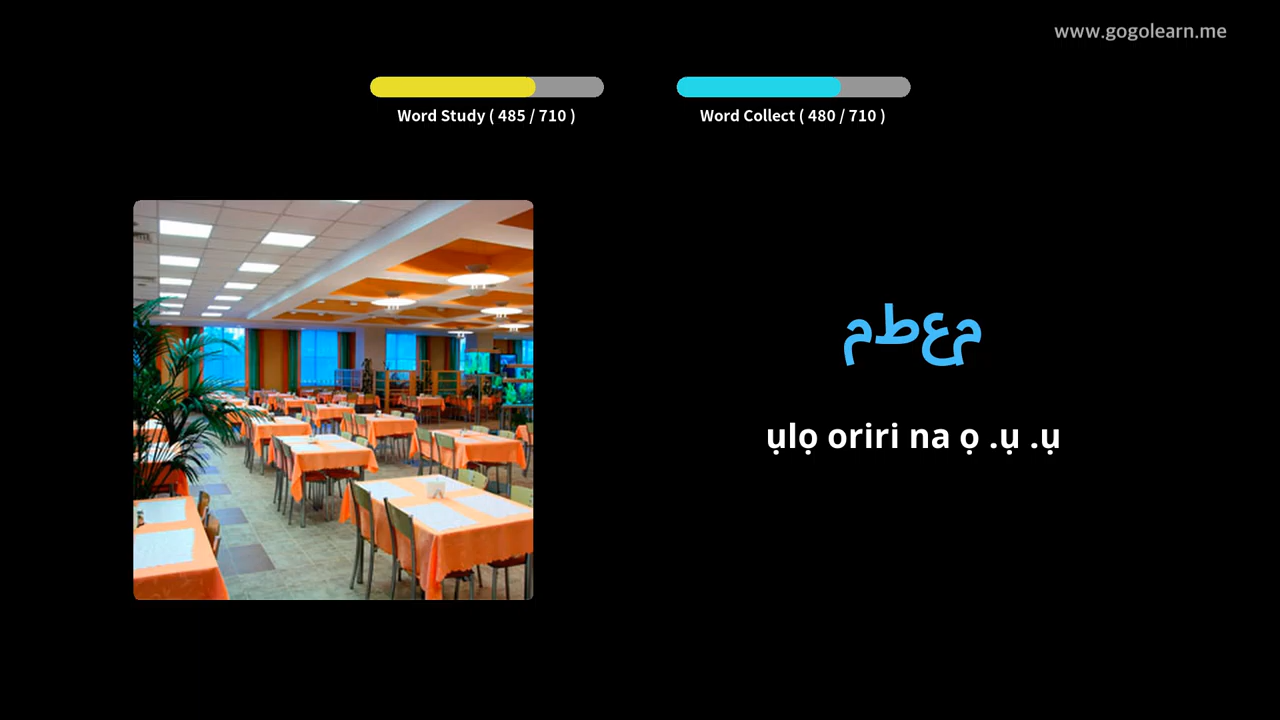 www.gogolearn.me
Word Study ( 485 / 710 )
Word Collect ( 480 / 710 )
مطعم
ụlọ oriri na ọ .ụ .ụ